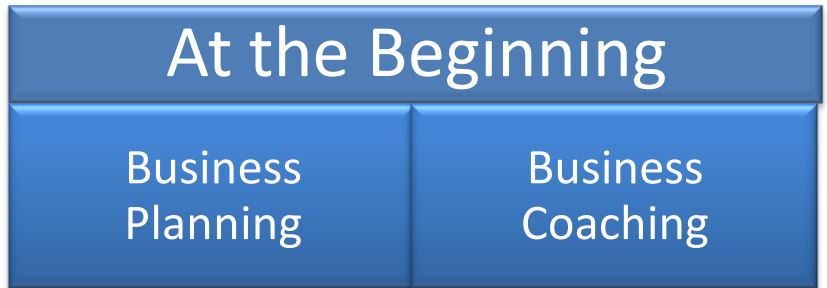 At the Beginning
Business
Planning
Business
Coaching